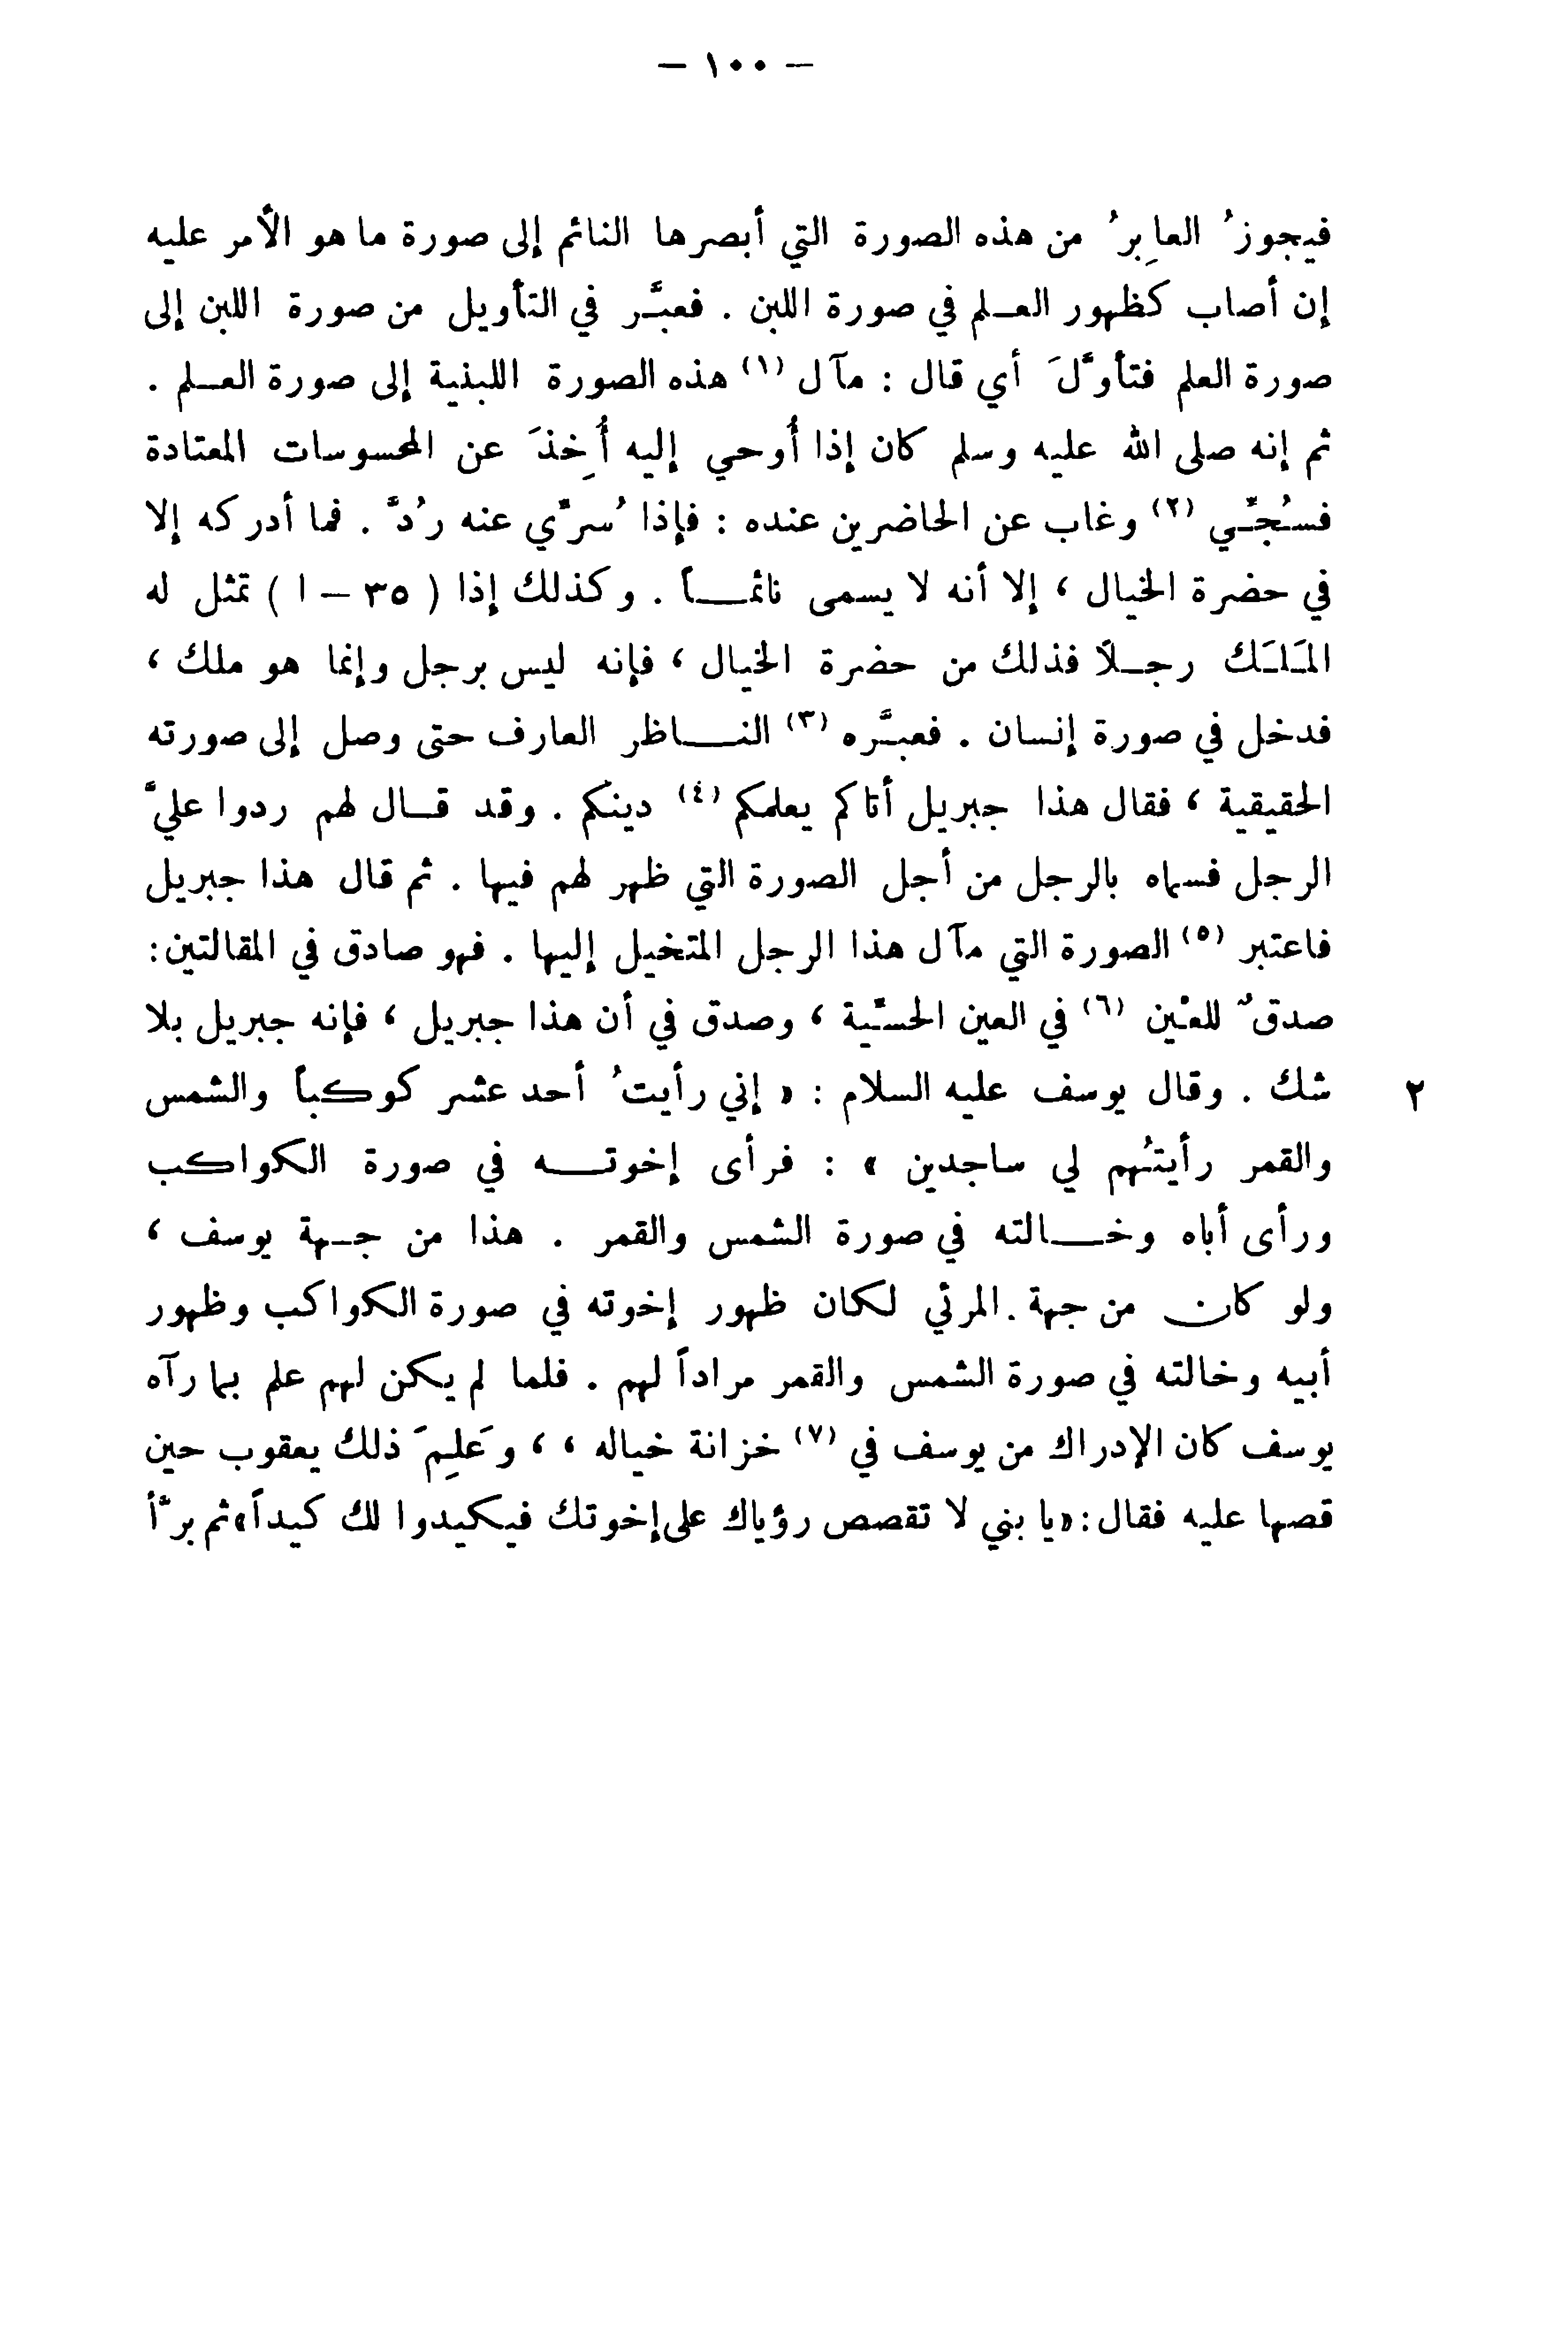 – ١٠٠ –
فيجوزُ العابِرُ من هذه الصورة التي أبصرها النائم إلى صورة ما هو الأمر عليه
إن أصاب كظهور العلم في صورة اللبن . فعبَّر في التأويل من صورة اللبن إلى
صورة العلم فتأوَّلَ أي قال : مآل (١) هذه الصورة اللبنية إلى صورة العلم .
ثم إنه صلى الله عليه وسلم كان إذا أُوحي إليه أُخِذَ عن المحسوسات المعتادة
فسُجِّي (٢) وغاب عن الحاضرين عنده : فإذا سُرِّي عنه رُدَّ . فما أدركه إلا
في حضرة الخيال ، إلا أنه لا يسمى نائماً . وكذلك إذا ( ٣٥ – ا ) تمثل له
المَلَك رجلاً فذلك من حضرة الخيال ، فإنه ليس برجل وإنما هو ملك ،
فدخل في صورة إنسان . فعبَّره (٣) الناظر العارف حتى وصل إلى صورته
الحقيقية ، فقال هذا جبريل أتاكم يعلمكم (٤) دينكم . وقد قال لهم ردوا عليَّ
الرجل فسماه بالرجل من أجل الصورة التي ظهر لهم فيها . ثم قال هذا جبريل
فاعتبر (٥) الصورة التي مآل هذا الرجل المتخيل إليها . فهو صادق في المقالتين :
صدقٌ للعَيْن (٦) في العين الحسِّية ، وصدق في أن هذا جبريل ، فإنه جبريل بلا
٢ شك . وقال يوسف عليه السلام : « إني رأيتُ أحد عشر كوكباً والشمس
والقمر رأيتُهم لي ساجدين » : فرأى إخوته في صورة الكواكب
ورأى أباه وخالته في صورة الشمس والقمر . هذا من جهة يوسف ،
ولو كان من جهة المرئي لكان ظهور إخوته في صورة الكواكب وظهور
أبيه وخالته في صورة الشمس والقمر مراداً لهم . فلما لم يكن لهم علم بما رآه
يوسف كان الإدراك من يوسف في (٧) خزانة خياله ، ، وعَلِمَ ذلك يعقوب حين
قصها عليه فقال : « يا بني لا تقصص رؤياك على إخوتك فيكيدوا لك كيداً » ثم برَّأ